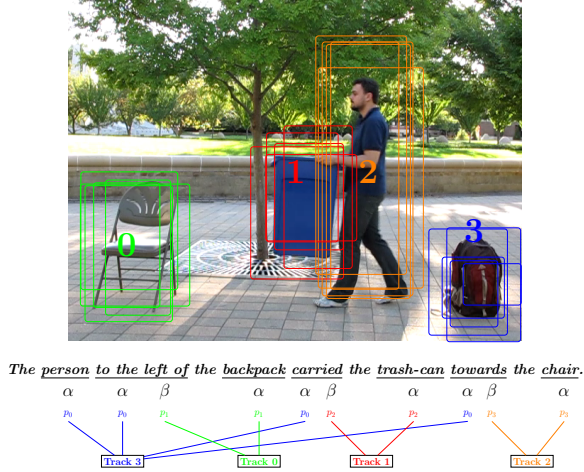 1
2
3
0
The person to the left of the backpack carried the trash-can towards the chair.
α α β α α β α α β α
p₀ p₀ p₁ p₁ p₀ p₂ p₂ p₀ p₃ p₃
Track 3 Track 0 Track 1 Track 2